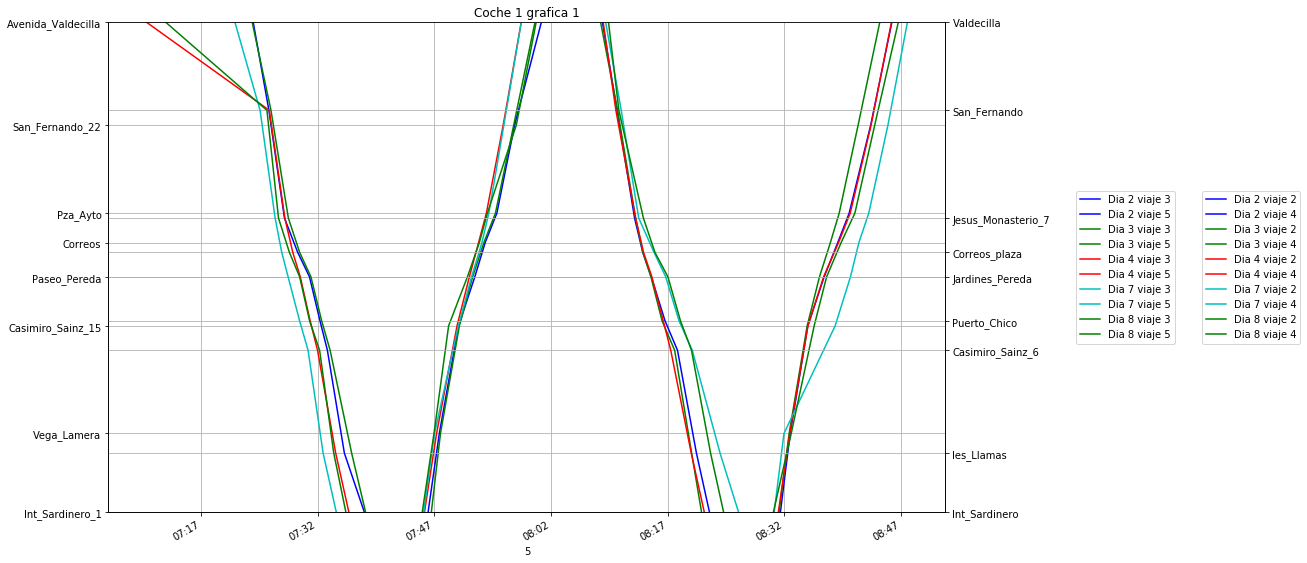 Coche 1 grafica 1
Avenida_Valdecilla
San_Fernando_22
Pza_Ayto
Correos
Paseo_Pereda
Casimiro_Sainz_15
Vega_Lamera
Int_Sardinero_1
Valdecilla
San_Fernando
Jesus_Monasterio_7
Correos_plaza
Jardines_Pereda
Puerto_Chico
Casimiro_Sainz_6
Ies_Llamas
Int_Sardinero
07:17
07:32
07:47
08:02
08:17
08:32
08:47
5
Dia 2 viaje 3
Dia 2 viaje 5
Dia 3 viaje 3
Dia 3 viaje 5
Dia 4 viaje 3
Dia 4 viaje 5
Dia 7 viaje 3
Dia 7 viaje 5
Dia 8 viaje 3
Dia 8 viaje 5
Dia 2 viaje 2
Dia 2 viaje 4
Dia 3 viaje 2
Dia 3 viaje 4
Dia 4 viaje 2
Dia 4 viaje 4
Dia 7 viaje 2
Dia 7 viaje 4
Dia 8 viaje 2
Dia 8 viaje 4